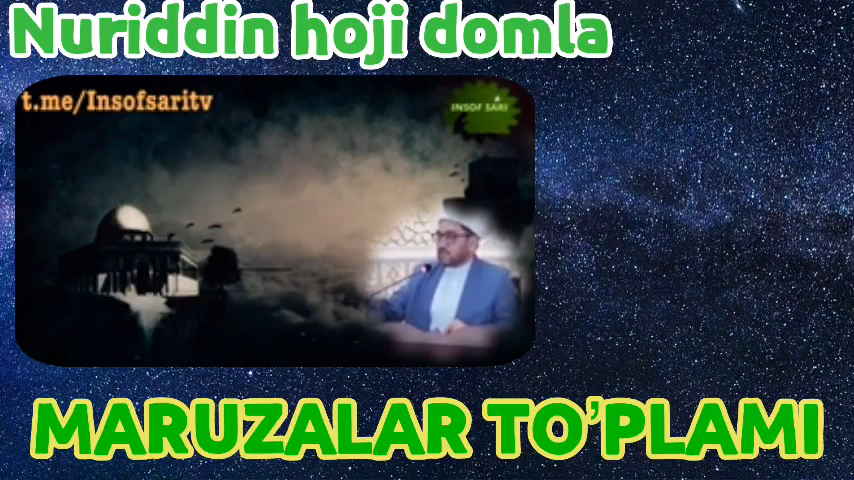 Nuriddin hoji domla
t.me/Insofsaritv
INSOF SARI
MARUZALAR TO’PLAMI